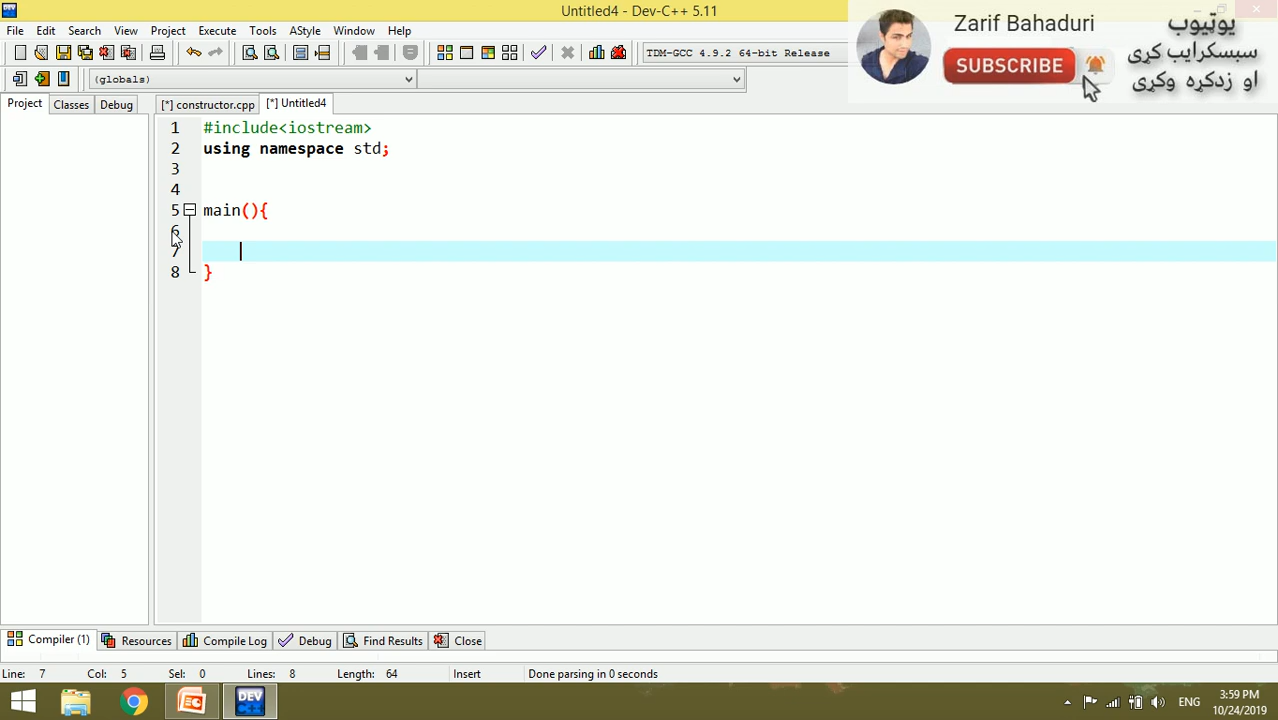 Untitled4 - Dev-C++ 5.11
File Edit Search View Project Execute Tools AStyle Window Help
TDM-GCC 4.9.2 64-bit Release
(globals)
Project Classes Debug
[*] constructor.cpp [*] Untitled4
1 #include<iostream>
2 using namespace std;
3
4
5 main(){
6
7
8 }
Zarif Bahaduri
SUBSCRIBE
يوټيوب
سبسکرایب کړی
او زدکړه وکړی
Compiler (1) Resources Compile Log Debug Find Results Close
Line: 7 Col: 5 Sel: 0 Lines: 8 Length: 64 Insert Done parsing in 0 seconds
DEV
ENG
3:59 PM
10/24/2019